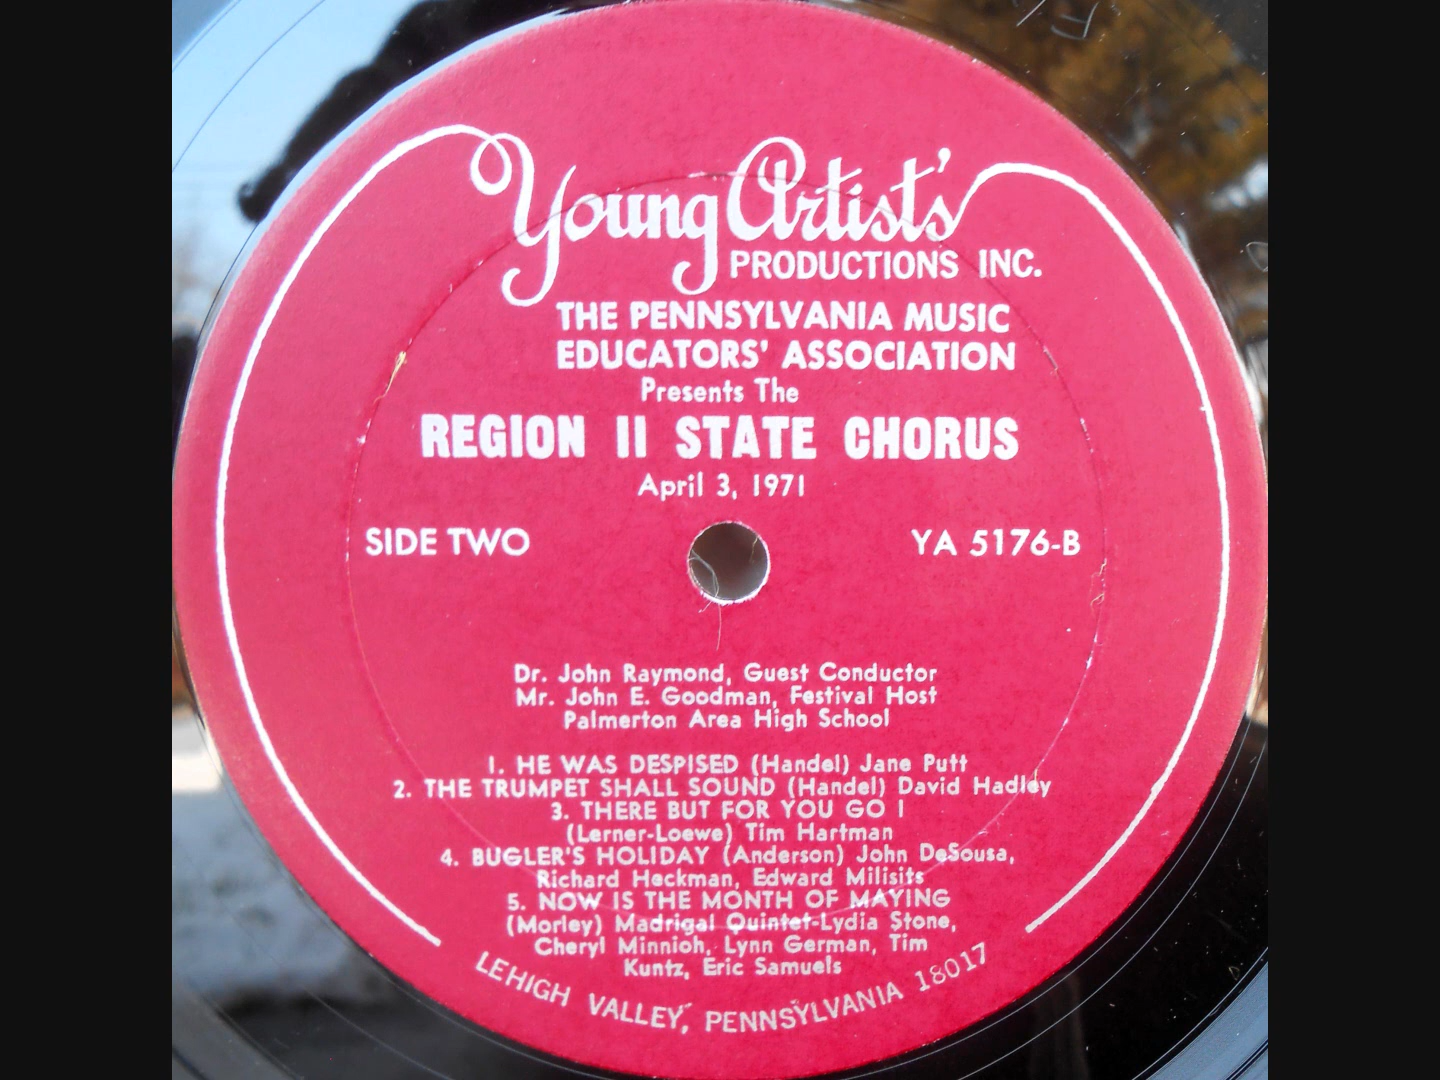 Young Artist's
PRODUCTIONS INC.
THE PENNSYLVANIA MUSIC
EDUCATORS' ASSOCIATION
Presents The
REGION II STATE CHORUS
April 3, 1971
SIDE TWO
YA 5176-B
Dr. John Raymond, Guest Conductor
Mr. John E. Goodman, Festival Host
Palmerton Area High School
1. HE WAS DESPISED (Handel) Jane Putt
2. THE TRUMPET SHALL SOUND (Handel) David Hadley
3. THERE BUT FOR YOU GO I
(Lerner-Loewe) Tim Hartman
4. BUGLER'S HOLIDAY (Anderson) John DeSousa,
Richard Heckman, Edward Milisits
5. NOW IS THE MONTH OF MAYING
(Morley) Madrigal Quintet-Lydia Stone,
Cheryl Minnich, Lynn German, Tim
Kuntz, Eric Samuels
LEHIGH VALLEY, PENNSYLVANIA 18017